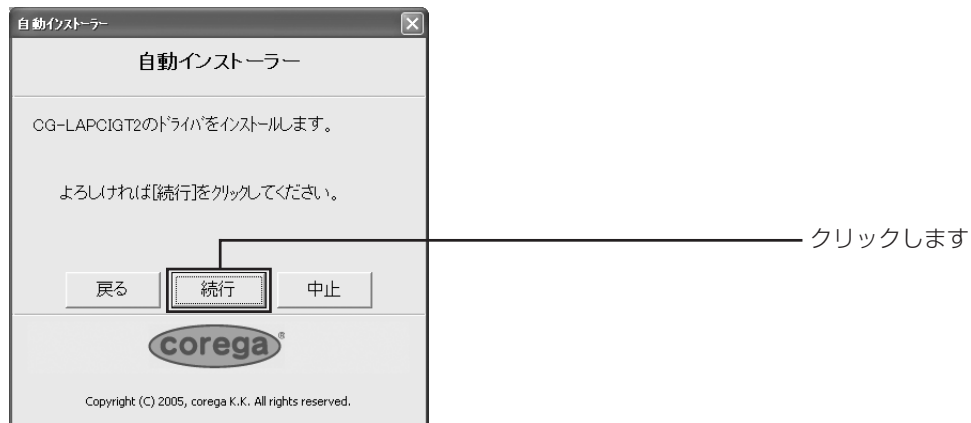 自動インストーラー
自動インストーラー
CG-LAPCIGT2のドライバをインストールします。
よろしければ[続行]をクリックしてください。
クリックします
戻る 続行 中止
corega®
Copyright (C) 2005, corega K.K. All rights reserved.